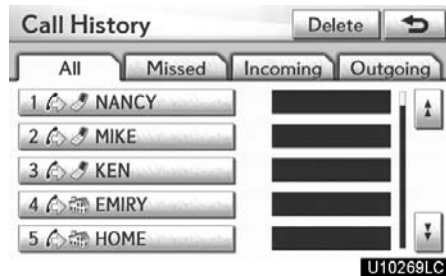 Call History Delete
All Missed Incoming Outgoing
1 NANCY
2 MIKE
3 KEN
4 EMIRY
5 HOME
U10269LC